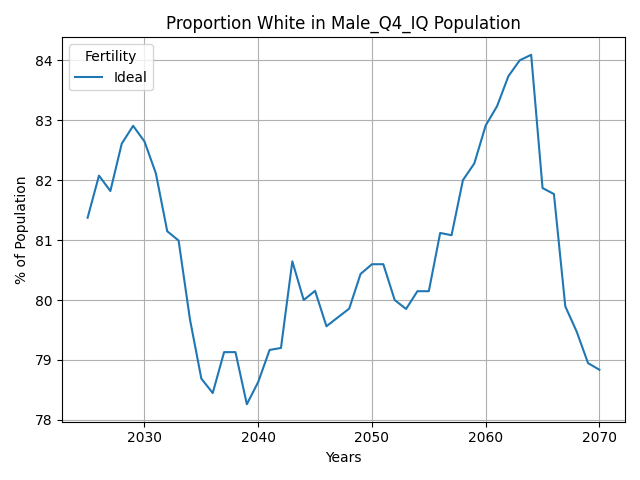 Proportion White in Male_Q4_IQ Population
% of Population
84
83
82
81
80
79
78
Fertility
Ideal
2030
2040
2050
2060
2070
Years